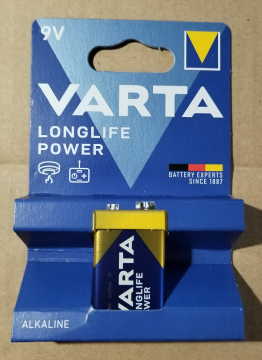 9V
VARTA
LONGLIFE
POWER
BATTERY EXPERTS
SINCE 1887
VARTA
LONGLIFE
POWER
ALKALINE